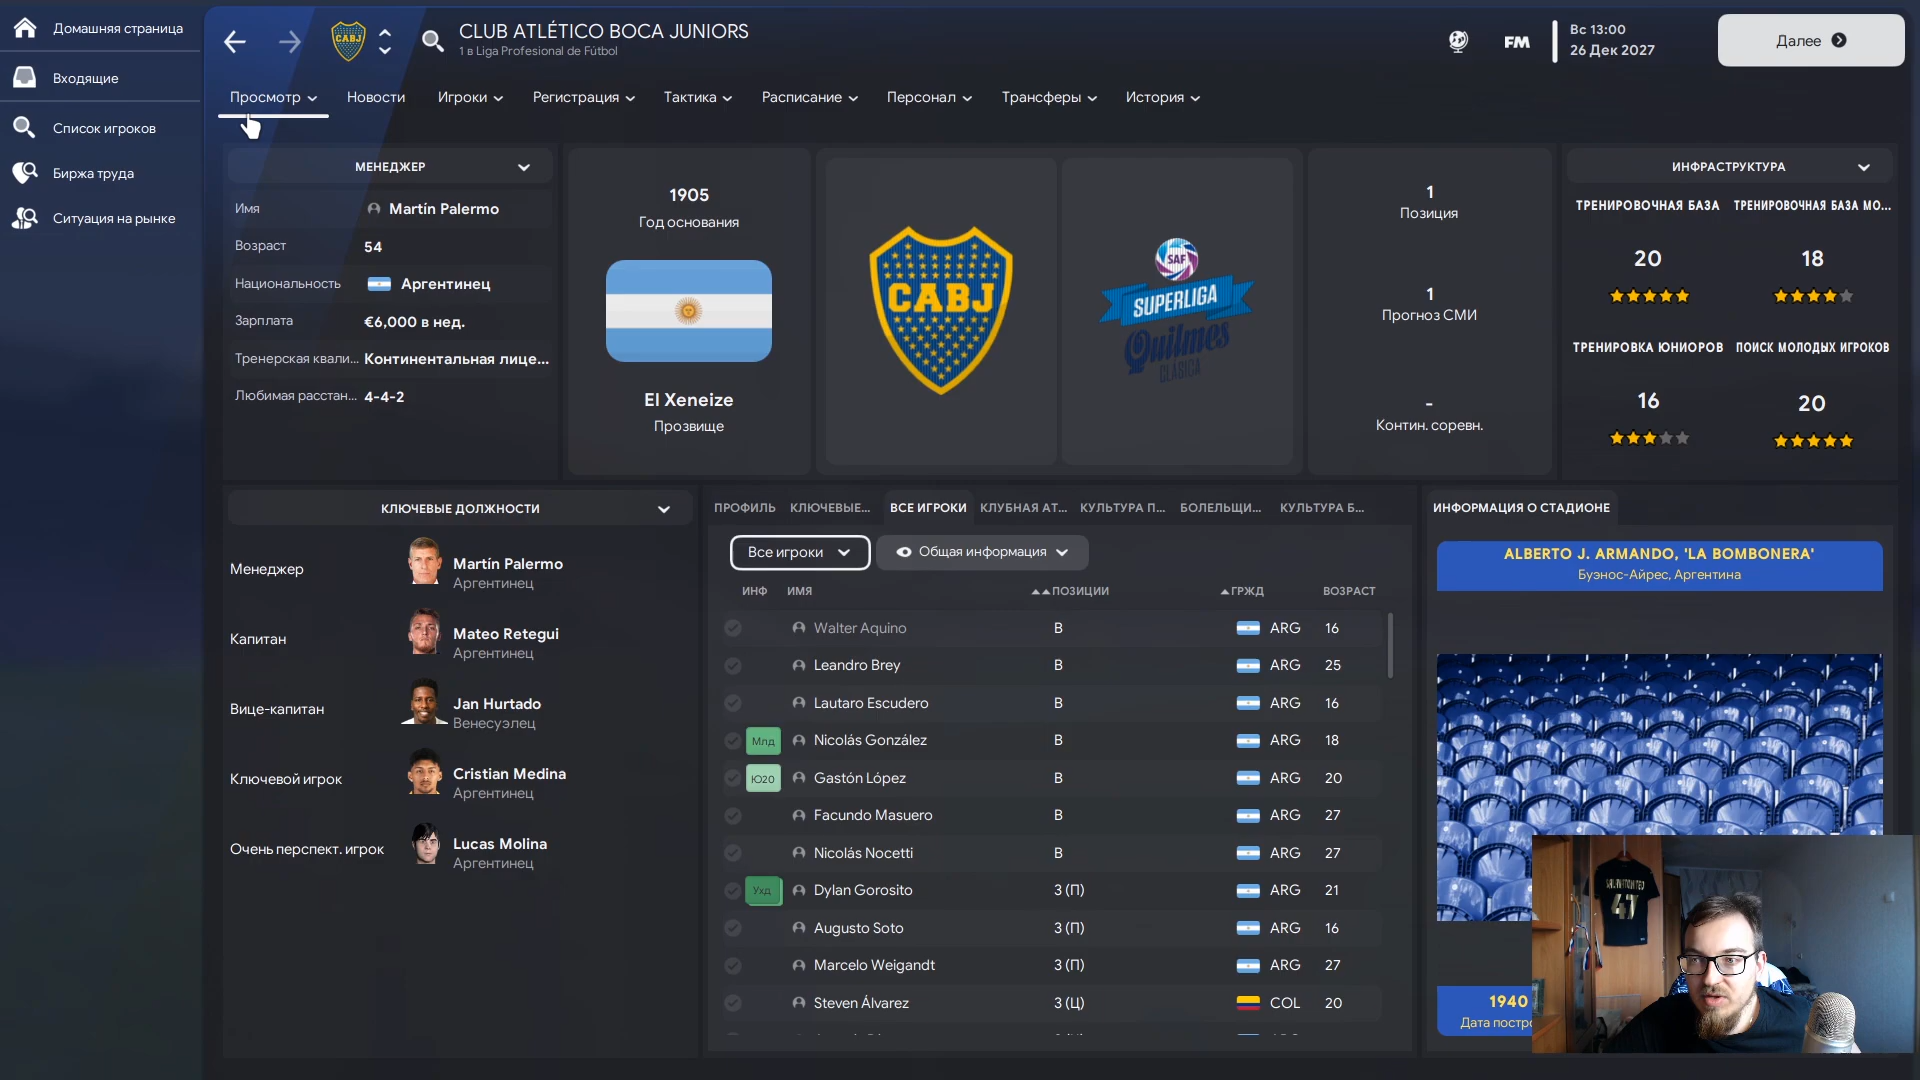 Домашняя страница
Входящие
Список игроков
Биржа труда
Ситуация на рынке
CLUB ATLÉTICO BOCA JUNIORS
1 в Liga Profesional de Fútbol
FM
Вс 13:00
26 Дек 2027
Далее
Просмотр
Новости
Игроки
Регистрация
Тактика
Расписание
Персонал
Трансферы
История
МЕНЕДЖЕР
Имя Martín Palermo
Возраст 54
Национальность Аргентинец
Зарплата €6,000 в нед.
Тренерская квали... Континентальная лице...
Любимая расстан... 4-4-2
1905
Год основания
El Xeneize
Прозвище
CABJ
SAF
SUPERLIGA
Quilmes
CLÁSICA
1
Позиция
1
Прогноз СМИ
-
Контин. соревн.
ИНФРАСТРУКТУРА
ТРЕНИРОВОЧНАЯ БАЗА ТРЕНИРОВОЧНАЯ БАЗА МО...
20 18
ТРЕНИРОВКА ЮНИОРОВ ПОИСК МОЛОДЫХ ИГРОКОВ
16 20
КЛЮЧЕВЫЕ ДОЛЖНОСТИ
Менеджер Martín Palermo
Аргентинец
Капитан Mateo Retegui
Аргентинец
Вице-капитан Jan Hurtado
Венесуэлец
Ключевой игрок Cristian Medina
Аргентинец
Очень перспект. игрок Lucas Molina
Аргентинец
ПРОФИЛЬ КЛЮЧЕВЫЕ... ВСЕ ИГРОКИ КЛУБНАЯ АТ... КУЛЬТУРА П... БОЛЕЛЬЩИ... КУЛЬТУРА Б...
Все игроки Общая информация
ИНФ ИМЯ ПОЗИЦИИ ГРЖД ВОЗРАСТ
Walter Aquino В ARG 16
Leandro Brey В ARG 25
Lautaro Escudero В ARG 16
Млд Nicolás González В ARG 18
Ю20 Gastón López В ARG 20
Facundo Masuero В ARG 27
Nicolás Nocetti В ARG 27
Ухд Dylan Gorosito З (П) ARG 21
Augusto Soto З (П) ARG 16
Marcelo Weigandt З (П) ARG 27
Steven Álvarez З (Ц) COL 20
ИНФОРМАЦИЯ О СТАДИОНЕ
ALBERTO J. ARMANDO, 'LA BOMBONERA'
Буэнос-Айрес, Аргентина
1940
Дата постро
47